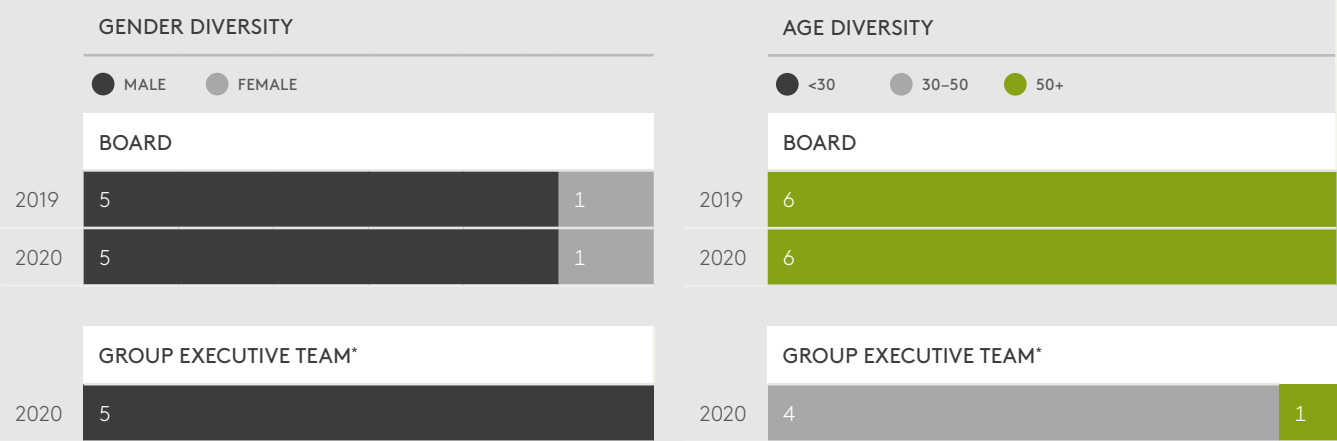 GENDER DIVERSITY
MALE FEMALE
BOARD
2019 5 1
2020 5 1
GROUP EXECUTIVE TEAM*
2020 5
AGE DIVERSITY
<30 30–50 50+
BOARD
2019 6
2020 6
GROUP EXECUTIVE TEAM*
2020 4 1